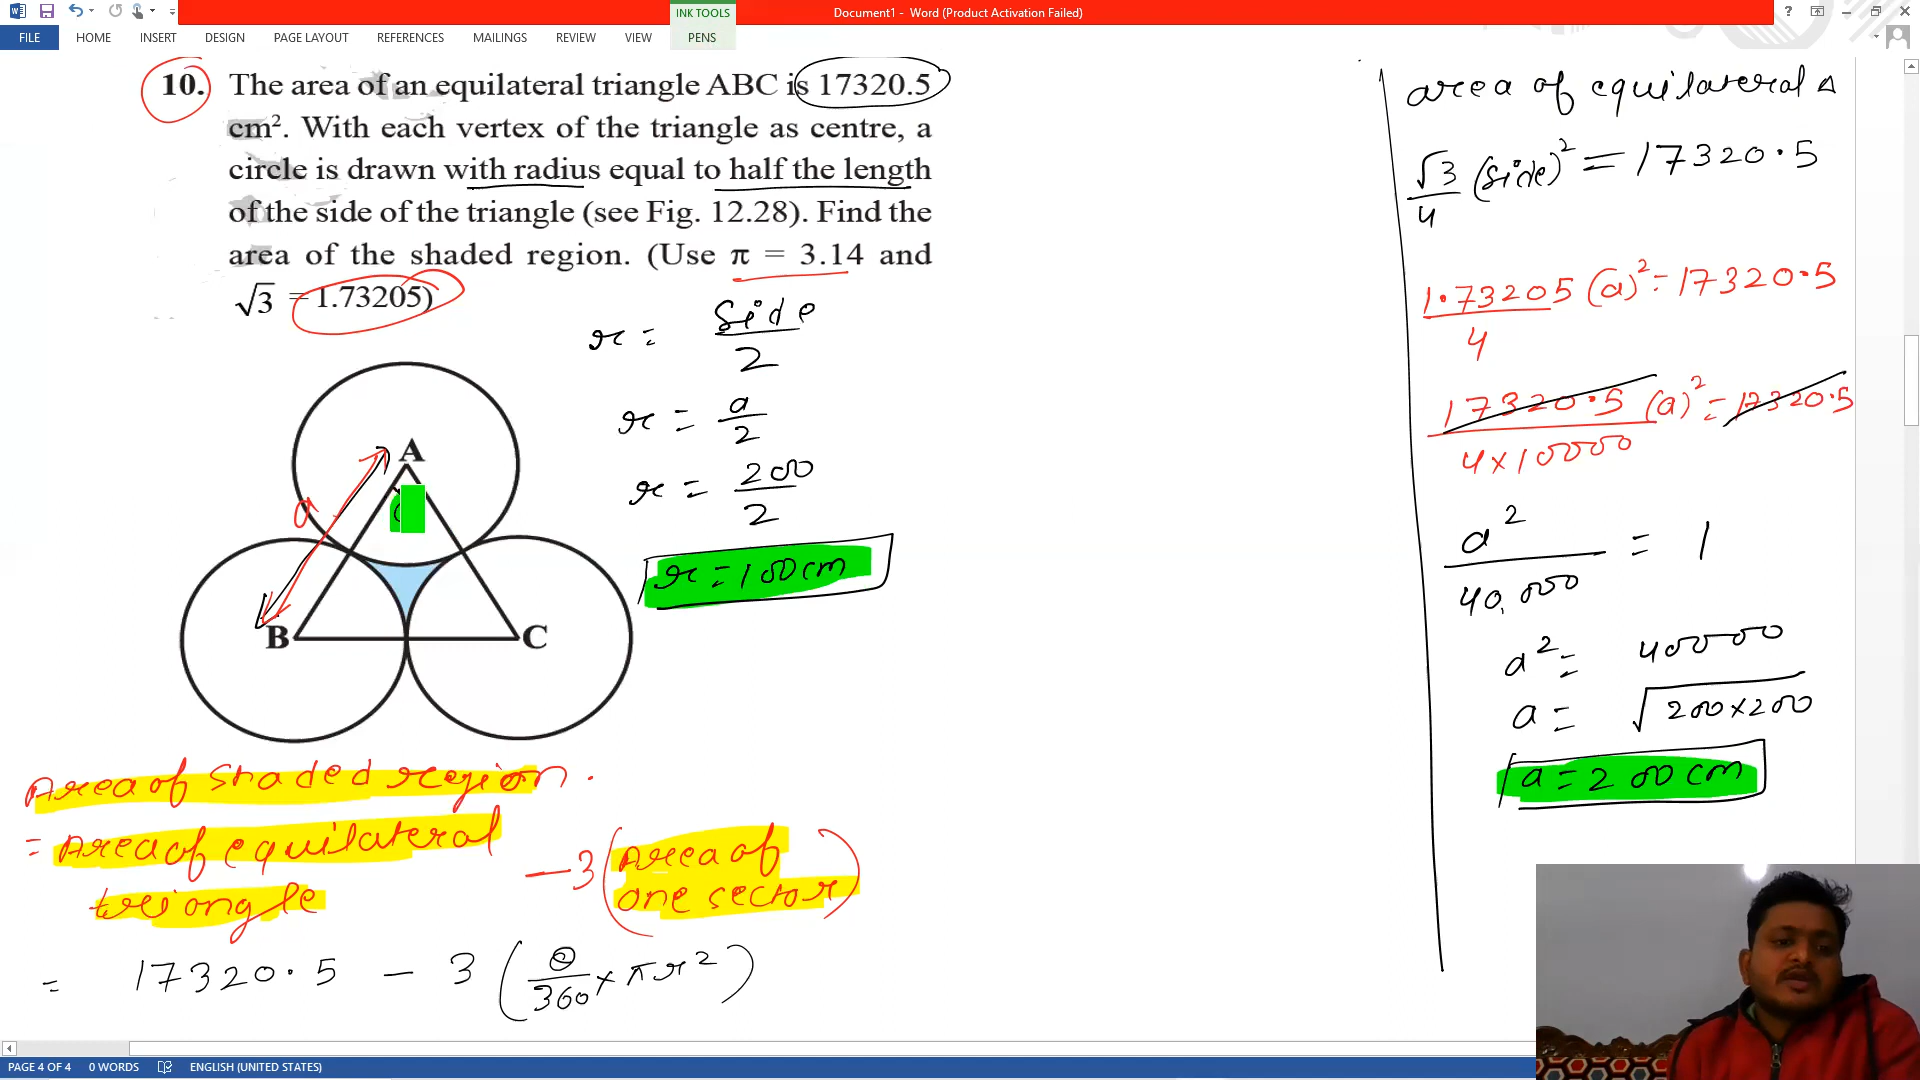 Document1 - Word (Product Activation Failed)
INK TOOLS
FILE HOME INSERT DESIGN PAGE LAYOUT REFERENCES MAILINGS REVIEW VIEW PENS
10. The area of an equilateral triangle ABC is 17320.5
cm². With each vertex of the triangle as centre, a
circle is drawn with radius equal to half the length
of the side of the triangle (see Fig. 12.28). Find the
area of the shaded region. (Use π = 3.14 and
√3 = 1.73205)
r = side/2
r = a/2
r = 200/2
r = 100cm
A
a
B
C
Area of shaded region.
= Area of equilateral triangle - 3 (Area of one sector)
= 17320.5 - 3 (θ/360 × πr²)
area of equilateral △
√3/4 (side)² = 17320.5
1.73205/4 (a)² = 17320.5
17320.5/4×100000 (a)² = 17320.5
a²/40,000 = 1
a² = 40000
a = √200×200
a = 200cm
PAGE 4 OF 4 0 WORDS ENGLISH (UNITED STATES)